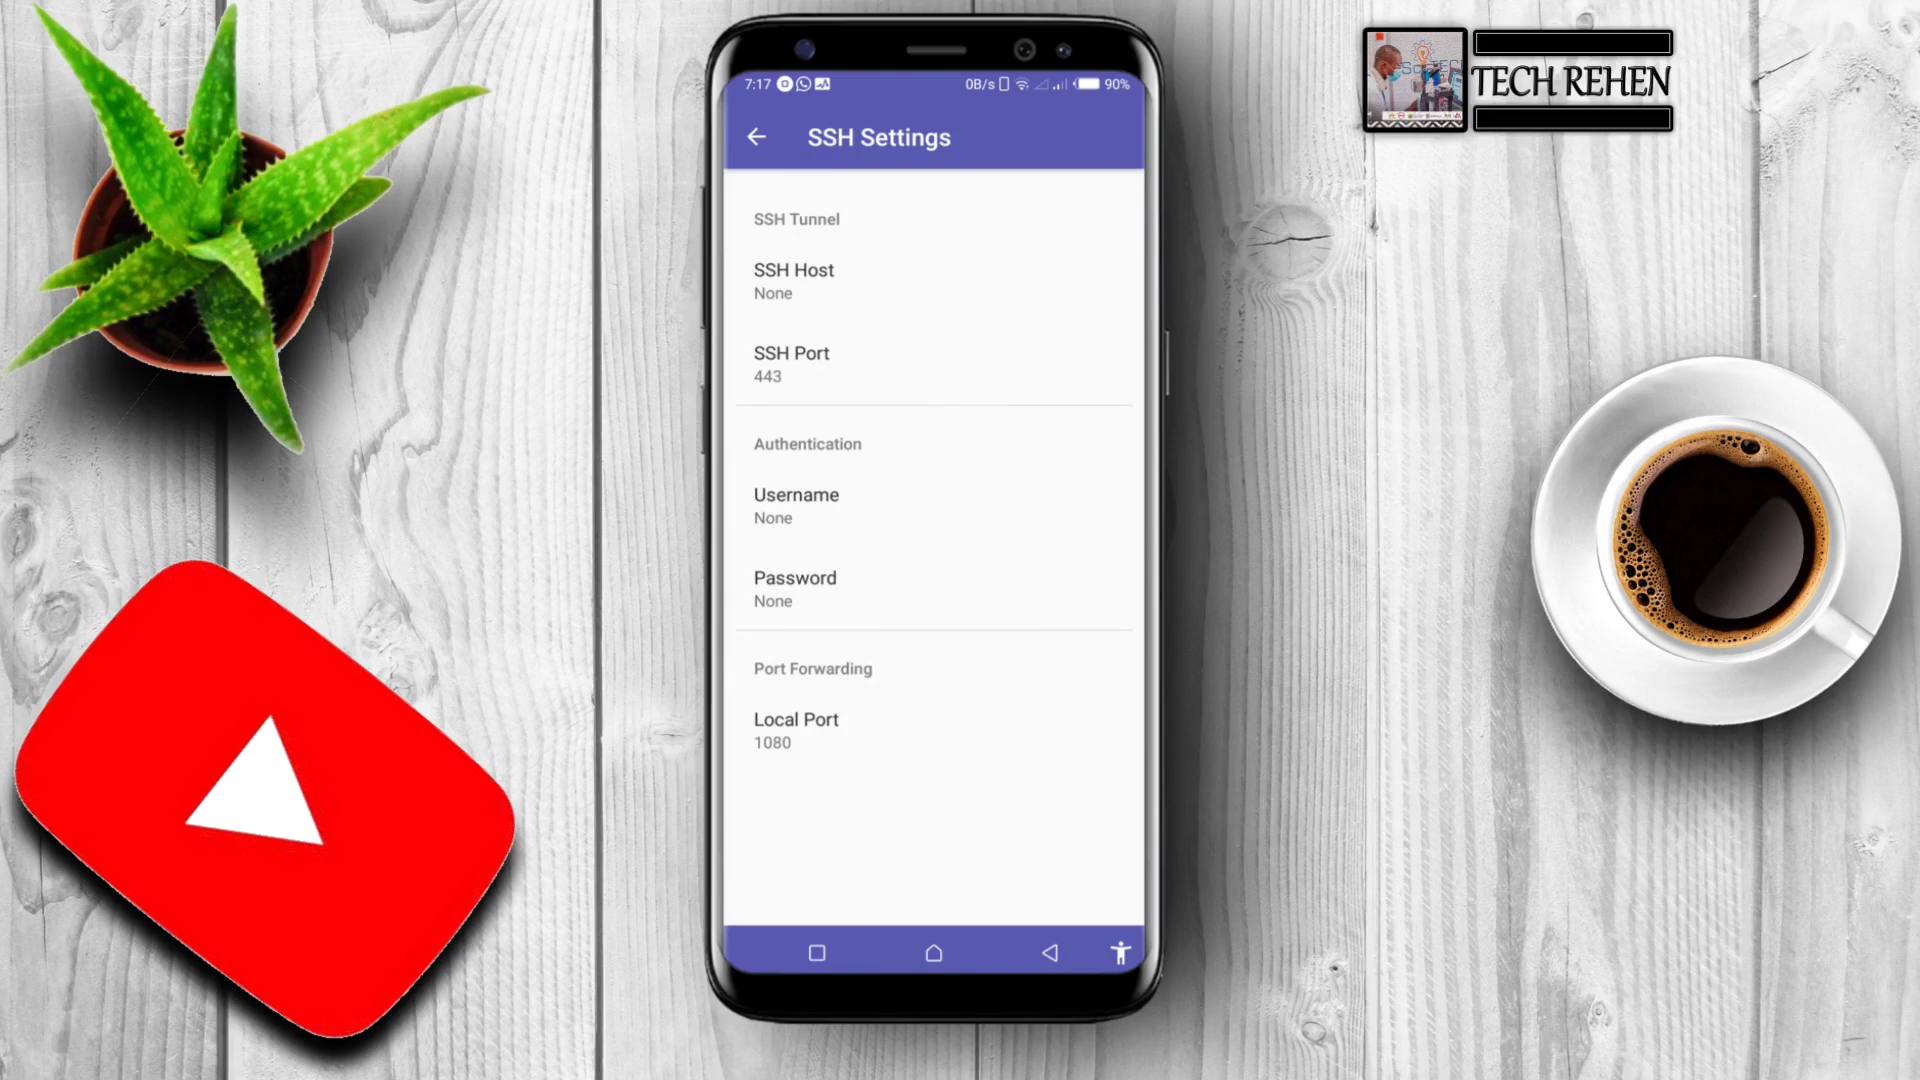 7:17 0B/s 90%
TECH REHEN
SSH Settings
SSH Tunnel
SSH Host
None
SSH Port
443
Authentication
Username
None
Password
None
Port Forwarding
Local Port
1080